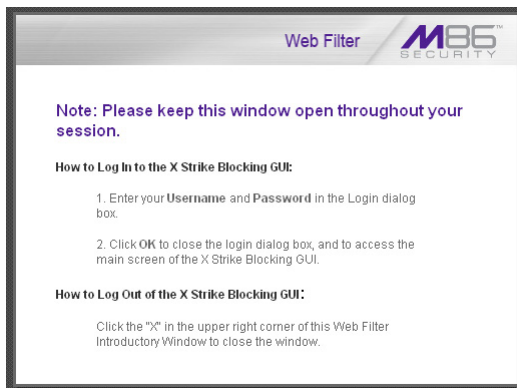 Web Filter
M86™
SECURITY
Note: Please keep this window open throughout your
session.
How to Log In to the X Strike Blocking GUI:
1. Enter your Username and Password in the Login dialog
box.
2. Click OK to close the login dialog box, and to access the
main screen of the X Strike Blocking GUI.
How to Log Out of the X Strike Blocking GUI:
Click the "X" in the upper right corner of this Web Filter
Introductory Window to close the window.